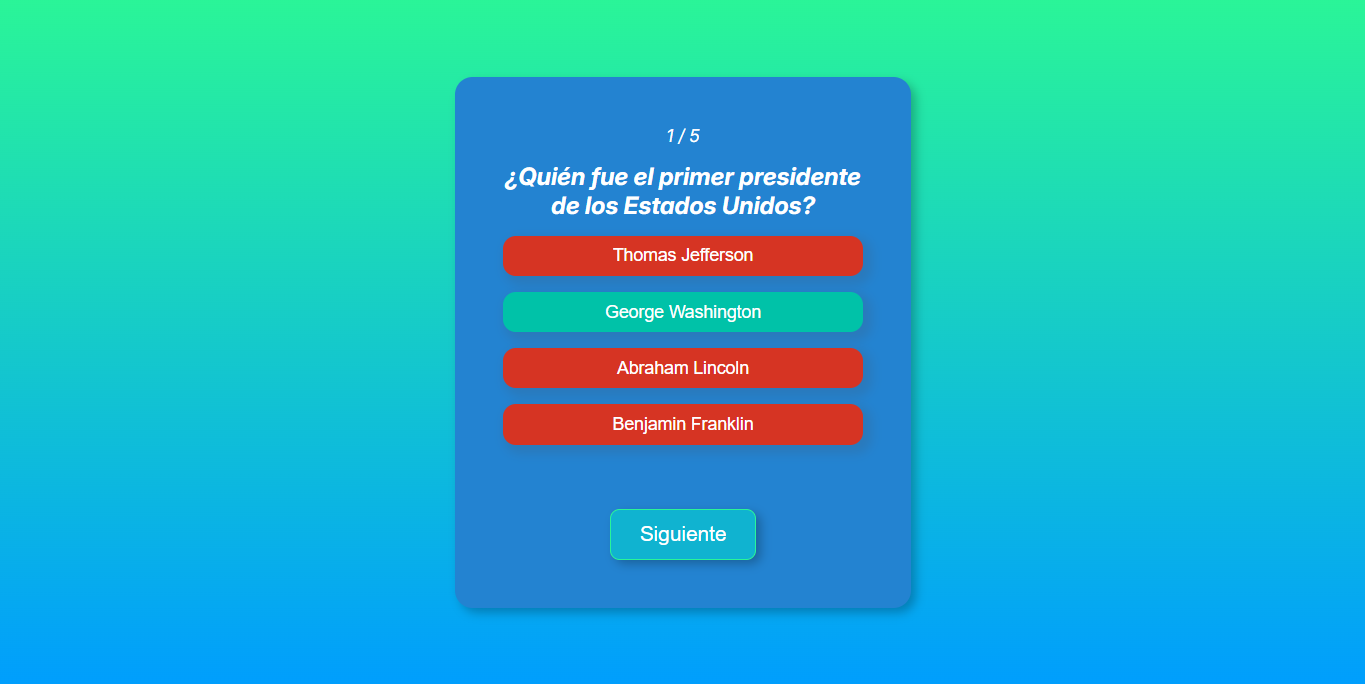 1 / 5
¿Quién fue el primer presidente
de los Estados Unidos?
Thomas Jefferson
George Washington
Abraham Lincoln
Benjamin Franklin
Siguiente